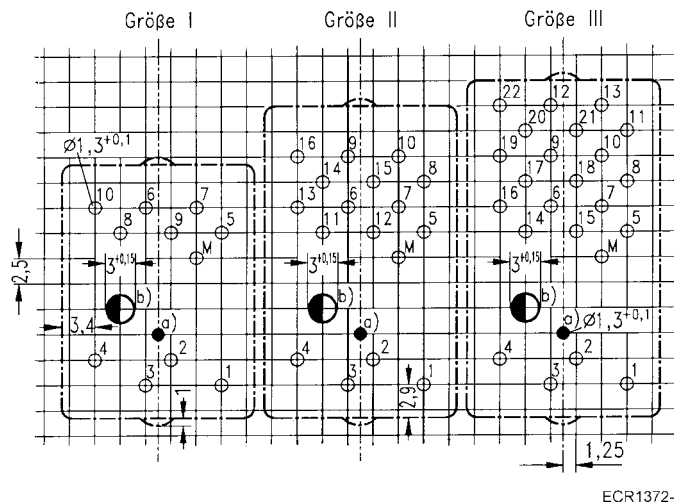 Größe I Größe II Größe III
22 12 13
20 21 11
16 9 10 19 9 10
Ø1,3+0,1
14 15 8 17 18 8
10 6 7 13 6 7 16 6 7
8 9 5 11 12 5 14 15 5
M M M
2,5 3+0,15 3+0,15 3+0,15
b) b) b)
3,4 a) a) a) Ø1,3+0,1
4 2 4 2 4 2
3 1 3 1 3 1
1 2,9
1,25
ECR1372-